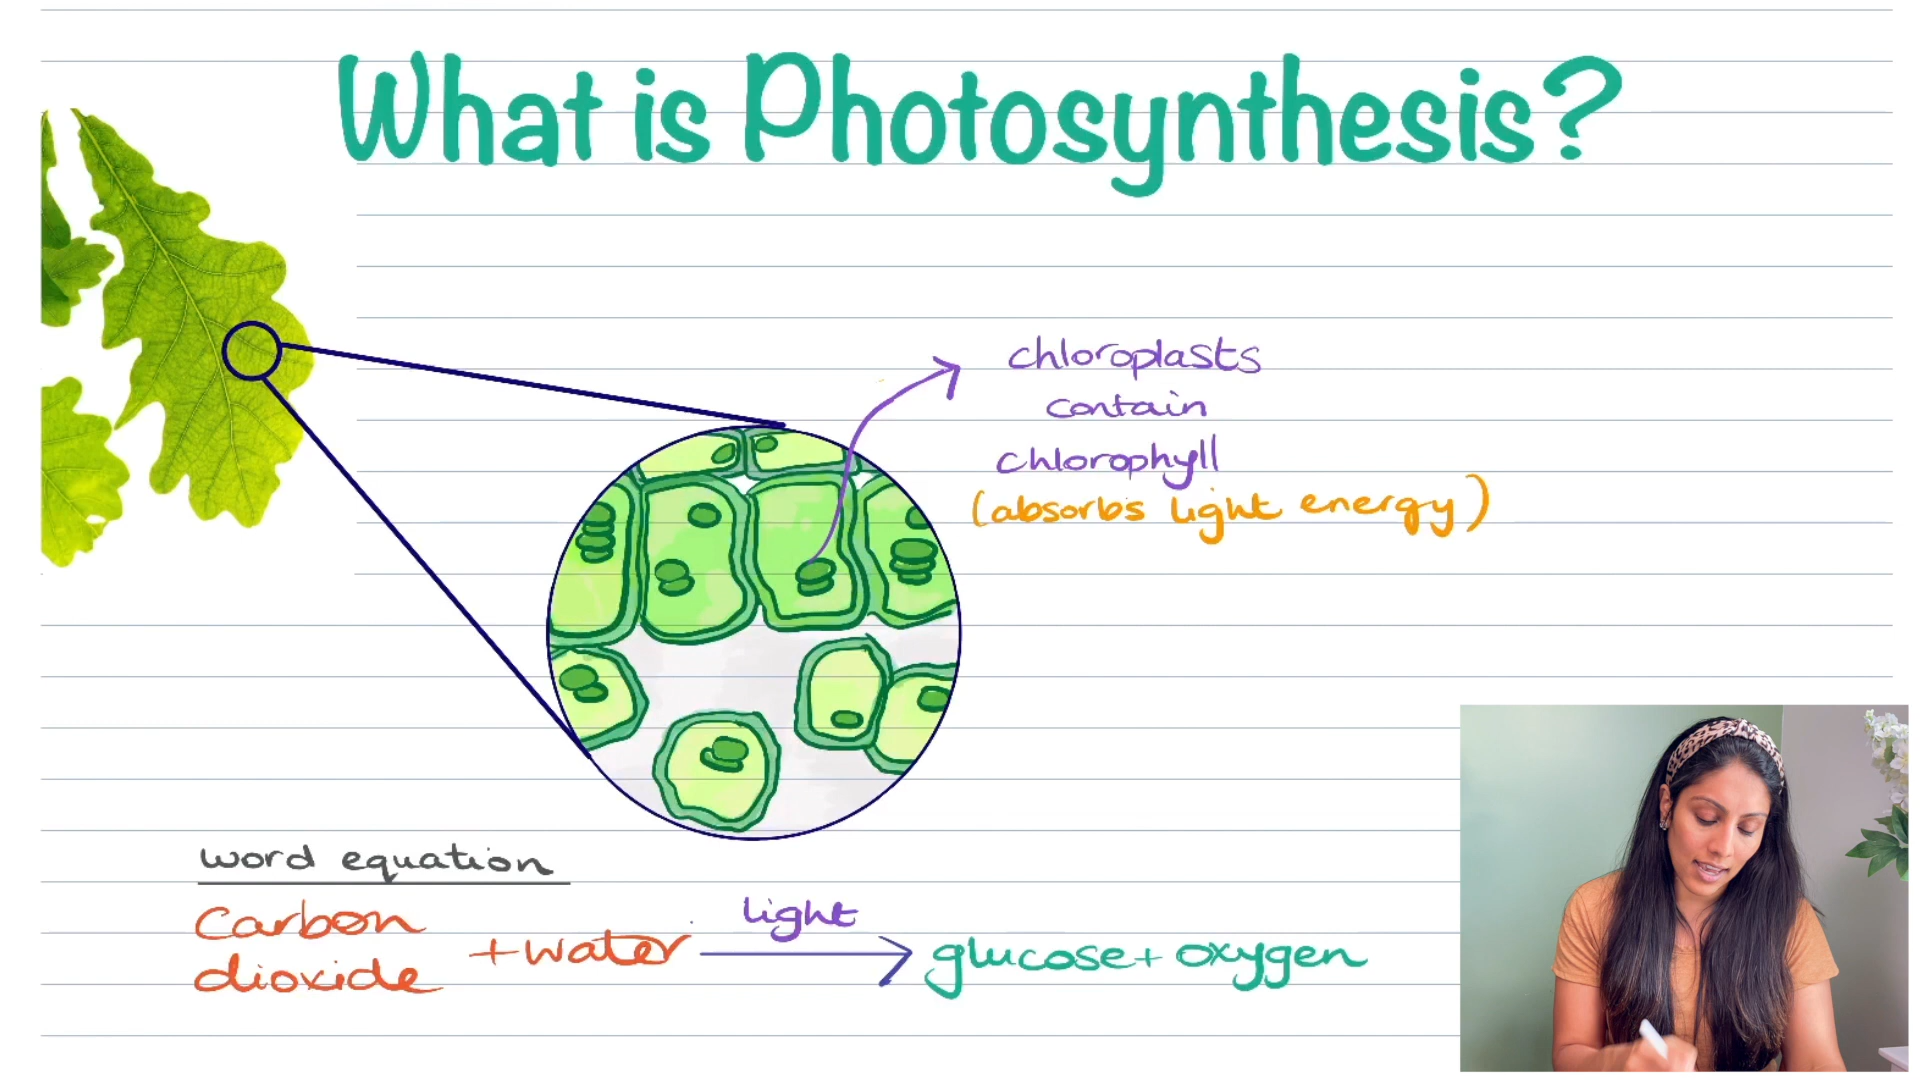 What is Photosynthesis?
chloroplasts
contain
chlorophyll
(absorbs light energy)
word equation
Carbon
dioxide
+ water
light
glucose + oxygen